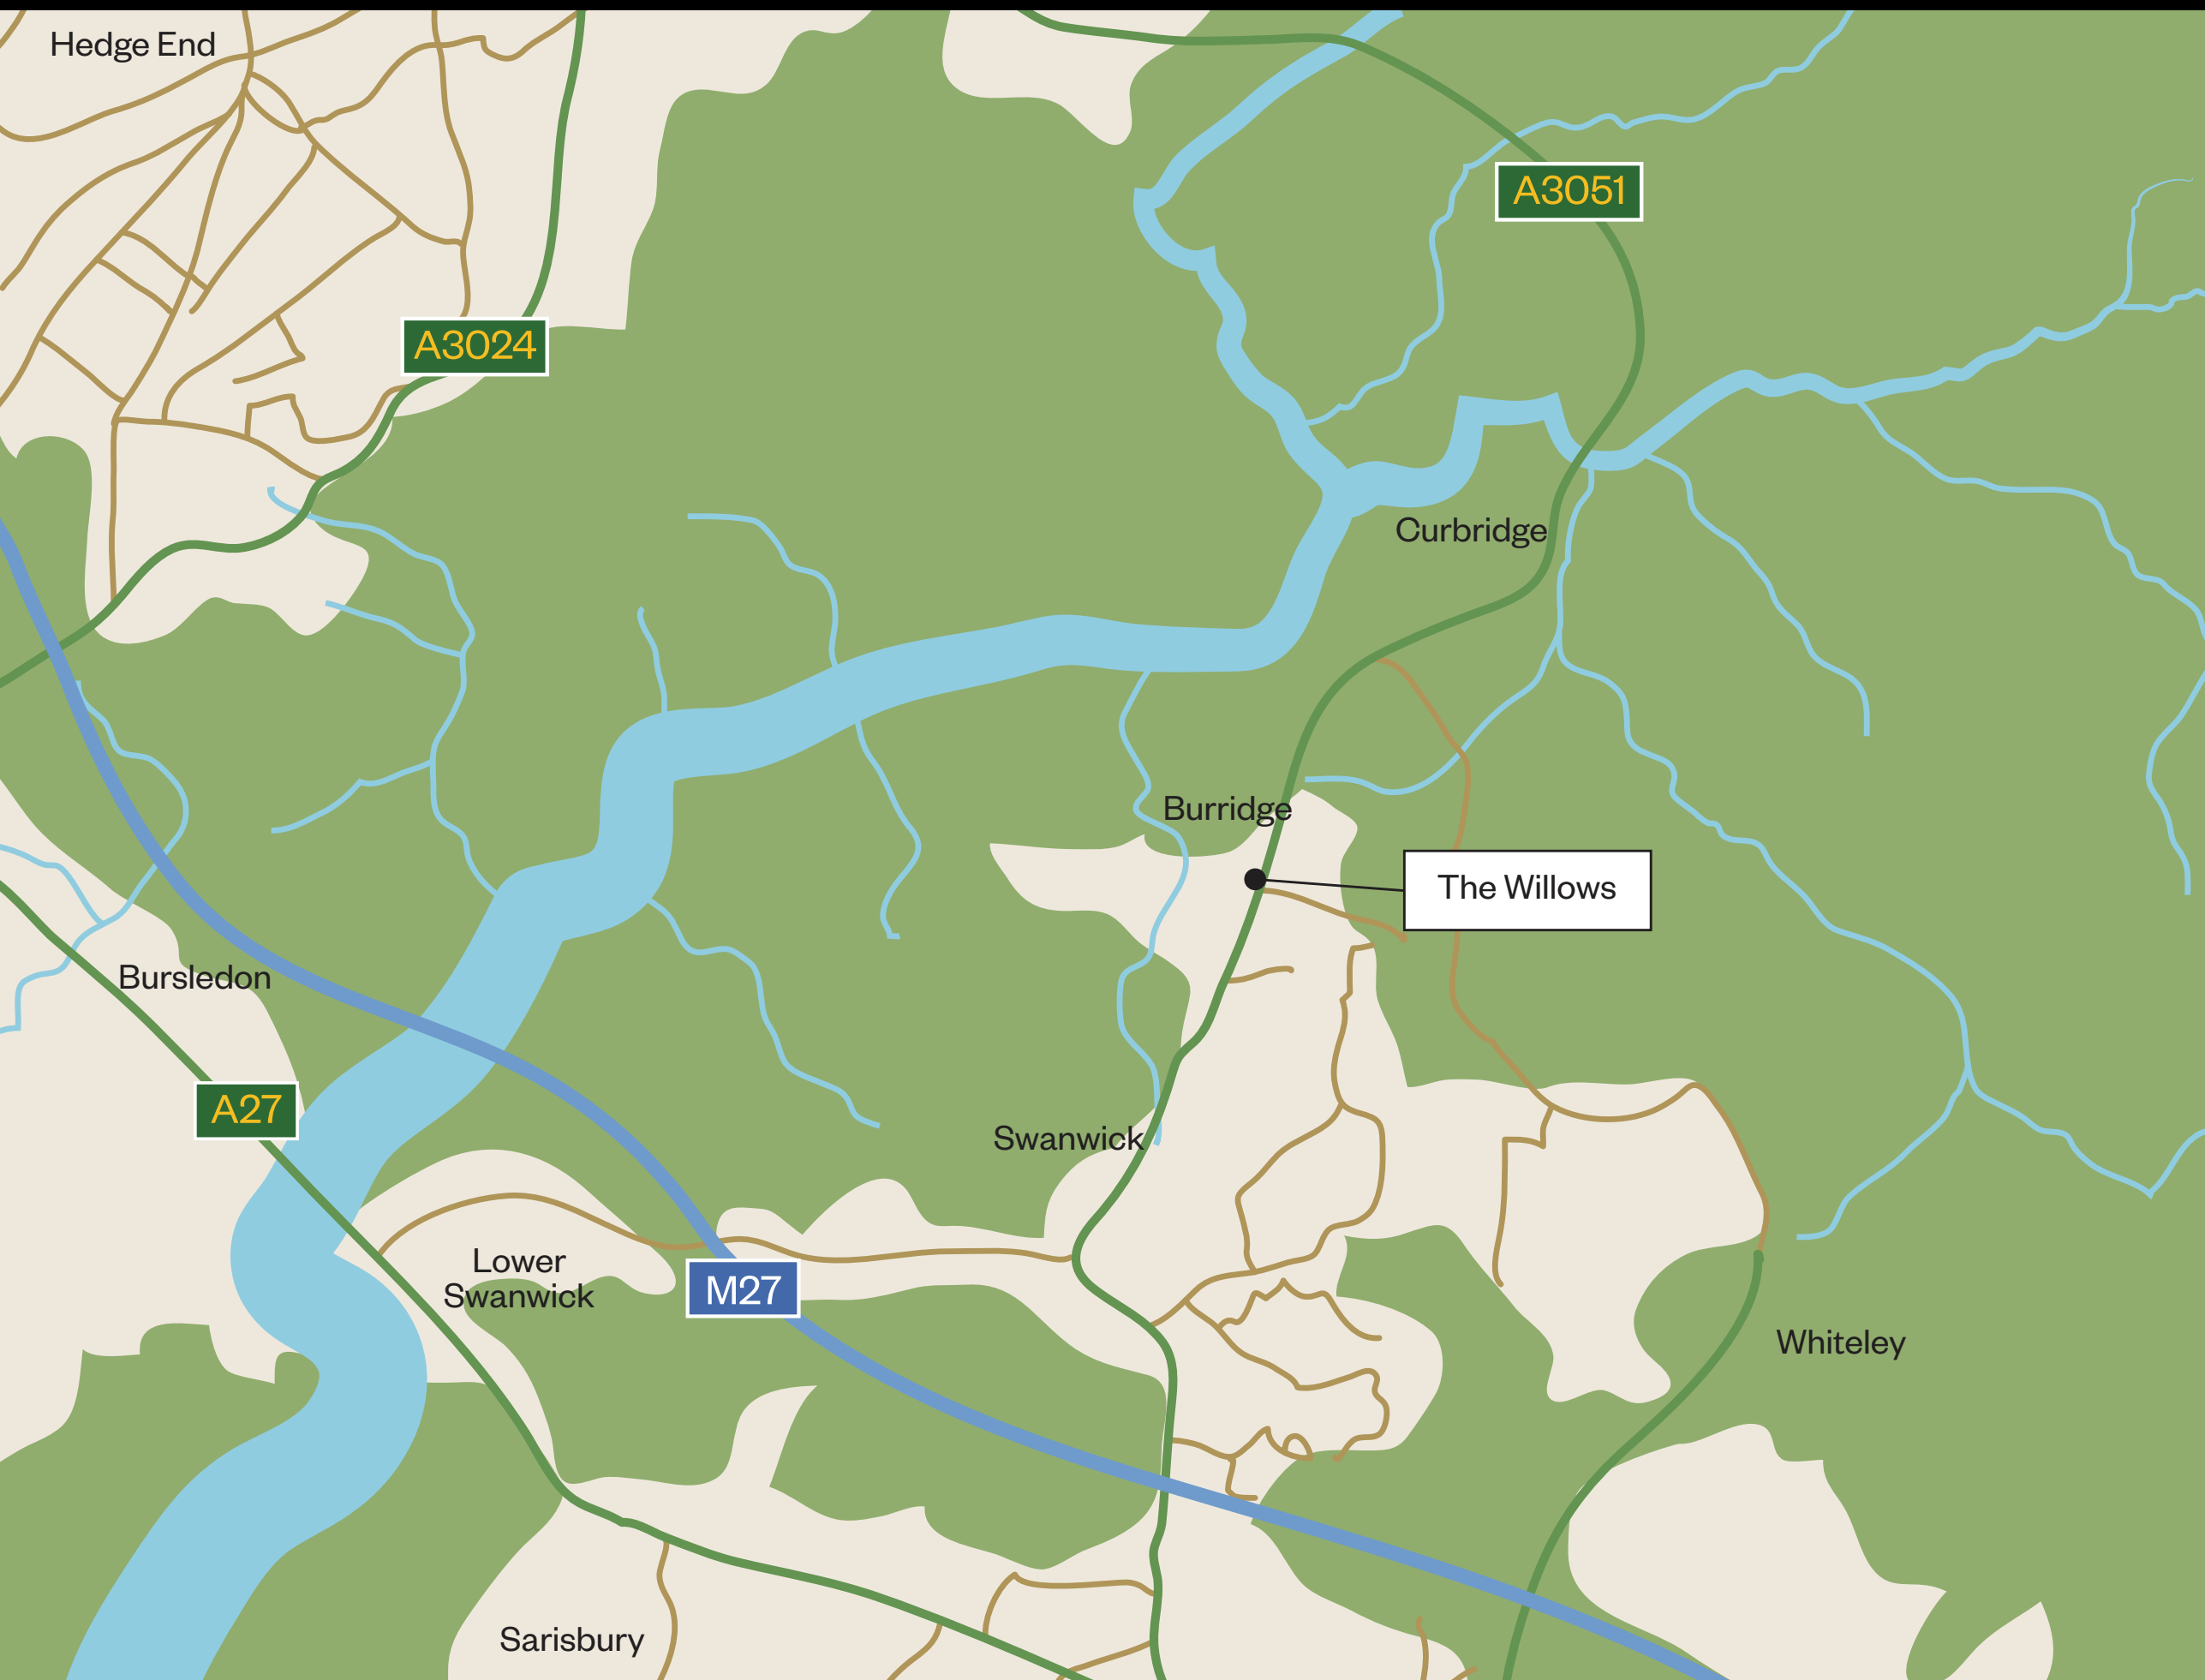 Hedge End
A3051
A3024
Curbridge
Burridge
The Willows
Bursledon
A27
Swanwick
Lower
Swanwick
M27
Whiteley
Sarisbury